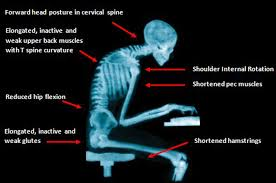 Forward head posture in cervical spine
Elongated, inactive and
weak upper back muscles
with T spine curvature
Shoulder Internal Rotation
Shortened pec muscles
Reduced hip flexion
Elongated, inactive and
weak glutes
Shortened hamstrings